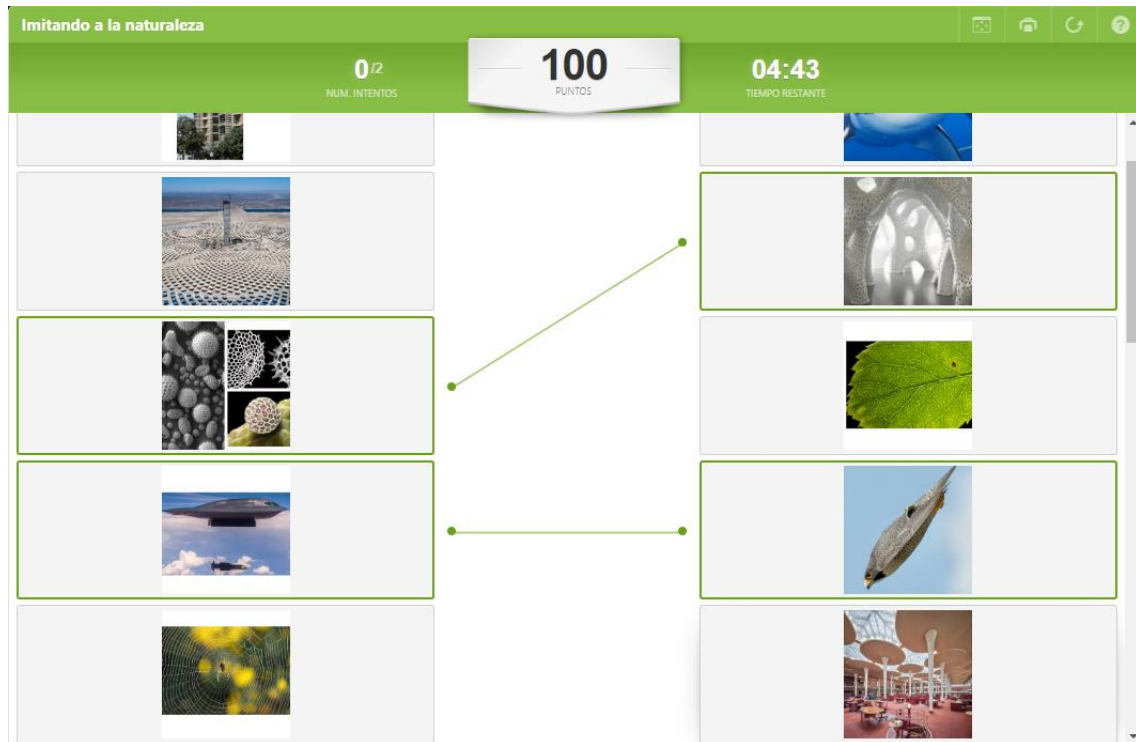 Imitando a la naturaleza
0/2
NUM. INTENTOS
100
PUNTOS
04:43
TIEMPO RESTANTE